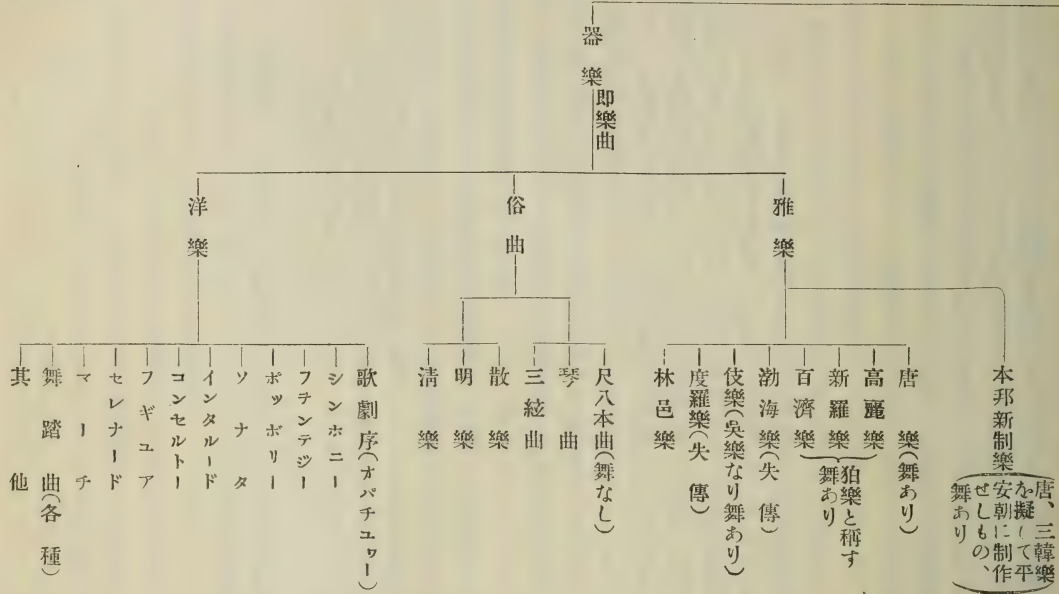 器樂 即樂曲
雅樂
本邦新制樂
唐、三韓樂
を擬して平
安朝に制作
せしもの、
舞あり
唐樂(舞あり)
高麗樂
新羅樂
百濟樂
狛樂と稱す
舞あり
渤海樂(失傳)
伎樂(吳樂なり舞あり)
度羅樂(失傳)
林邑樂
俗曲
尺八本曲(舞なし)
琴曲
三絃曲
散樂
明樂
淸樂
洋樂
歌劇序(オパチユワー)
シンホニー
フテンテジー
ポッポリー
ソナタ
インタルード
コンセルトー
フギユア
セレナード
マーチ
舞踏曲(各種)
其他